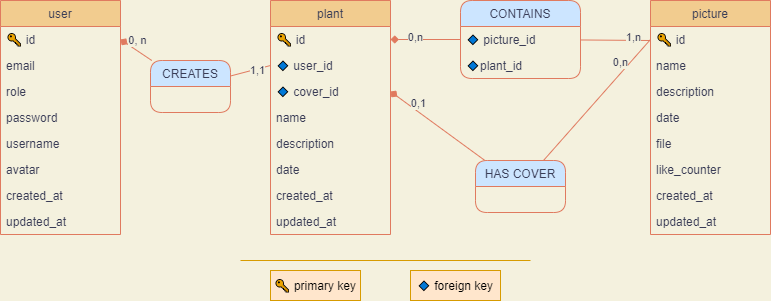 user
id
email
role
password
username
avatar
created_at
updated_at
0, n
CREATES
1,1
plant
id
user_id
cover_id
name
description
date
created_at
updated_at
0,n
CONTAINS
picture_id
plant_id
1,n
0,1
HAS COVER
0,n
picture
id
name
description
date
file
like_counter
created_at
updated_at
primary key
foreign key